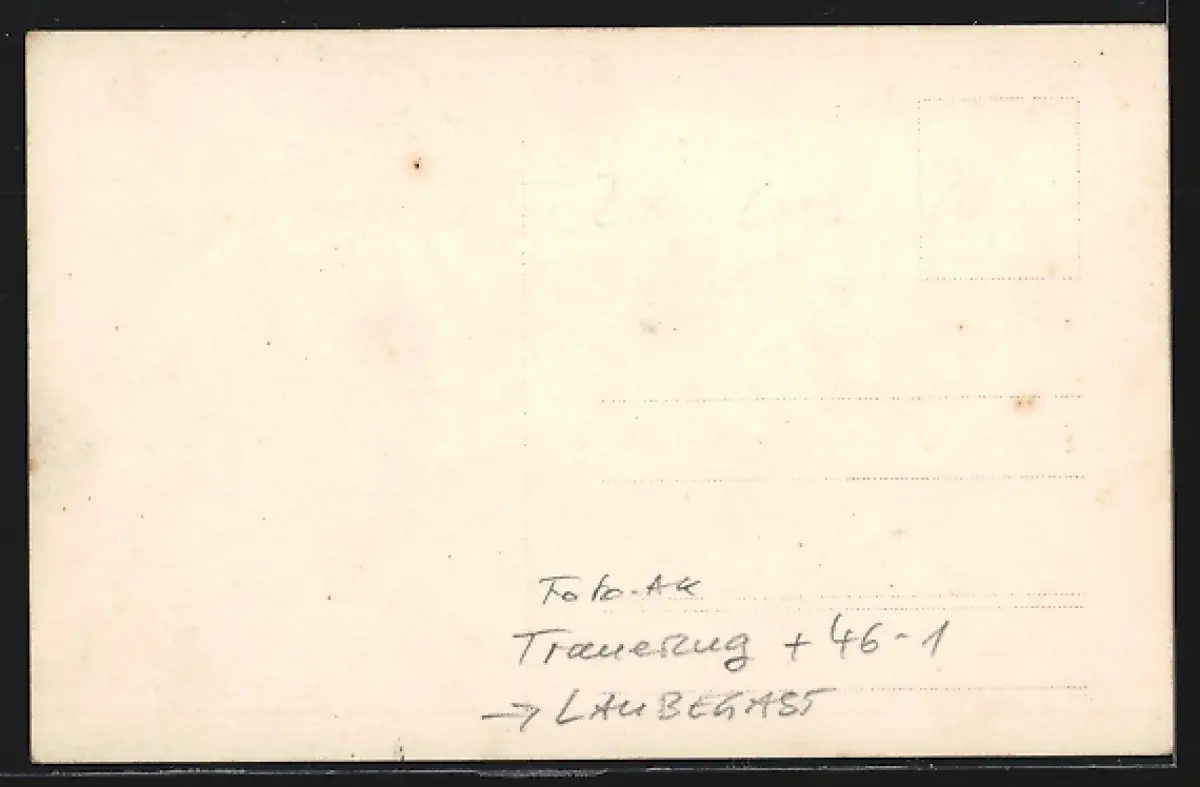 Foto-AK
Trauerzug + 46-1
→ LAUBEGAST